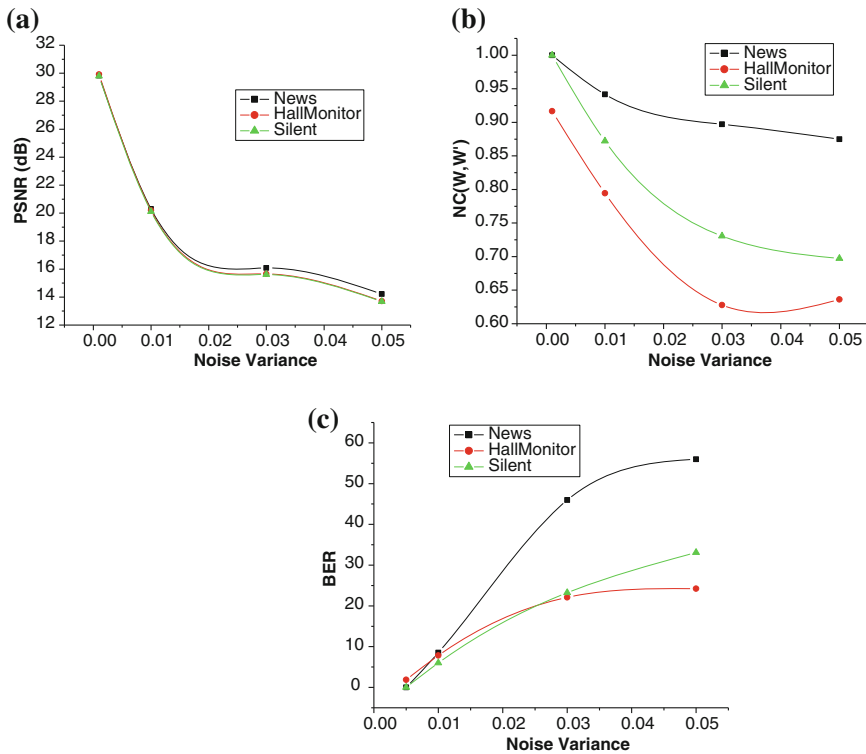 (a)
32
30
28
26
24
22
20
18
16
14
12
PSNR (dB)
News
HallMonitor
Silent
0.00 0.01 0.02 0.03 0.04 0.05
Noise Variance
(b)
1.00
0.95
0.90
0.85
0.80
0.75
0.70
0.65
0.60
NC(W,W')
News
HallMonitor
Silent
0.00 0.01 0.02 0.03 0.04 0.05
Noise Variance
(c)
60
50
40
30
20
10
0
BER
News
HallMonitor
Silent
0.00 0.01 0.02 0.03 0.04 0.05
Noise Variance